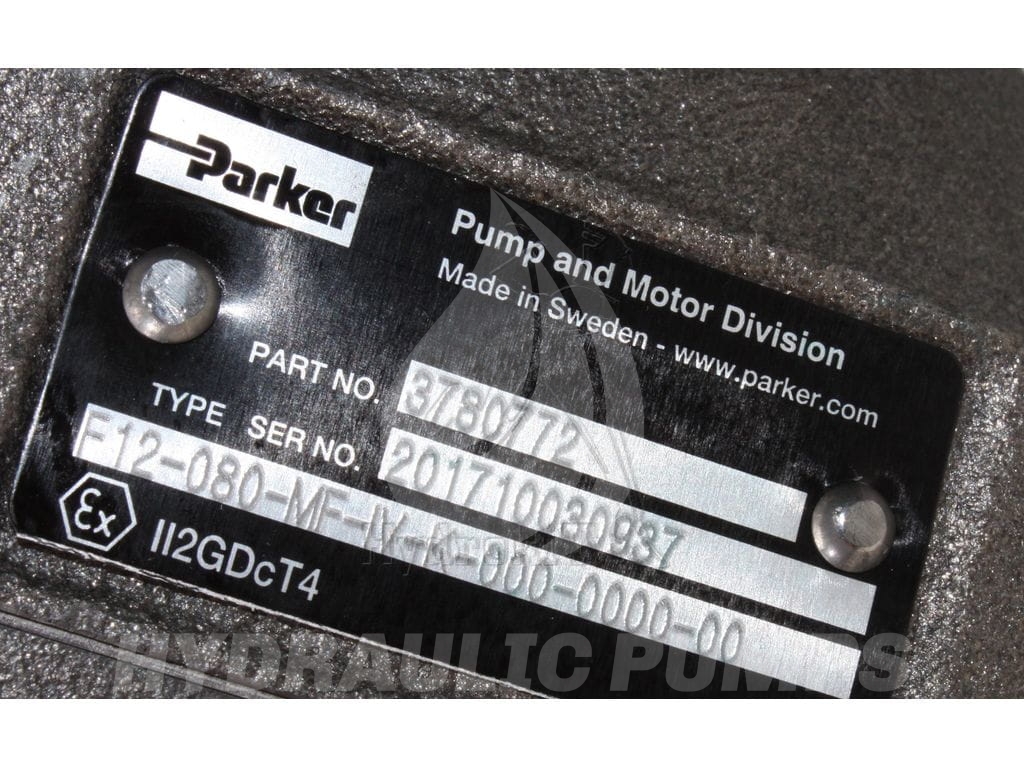 Parker
Pump and Motor Division
Made in Sweden - www.parker.com
PART NO. 3780772
SER NO. 201710030937
TYPE
F12-080-MF-IV-K-000-0000-00
Ex II2GDcT4
HYDRAULIC PUMPS